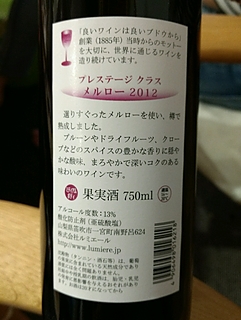 「良いワインは良いブドウから」
創業（1885年）当時からのモットー
を大切に、世界に通じるワインを
造り続けています。
プレステージ クラス
メルロー 2012
選りすぐったメルローを使い、樽で
熟成しました。
プルーンやドライフルーツ、クロー
ブなどのスパイスの豊かな香りに穏や
かな酸味、まろやかで深いコクのある
味わいのワインです。
果実酒 750ml
アルコール度数：13%
酸化防止剤（亜硫酸塩）
山梨県笛吹市一宮町南野呂624
株式会社ルミエール
http://www.lumiere.jp